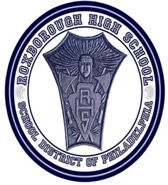 ROXBOROUGH HIGH SCHOOL
SCHOOL DISTRICT OF PHILADELPHIA